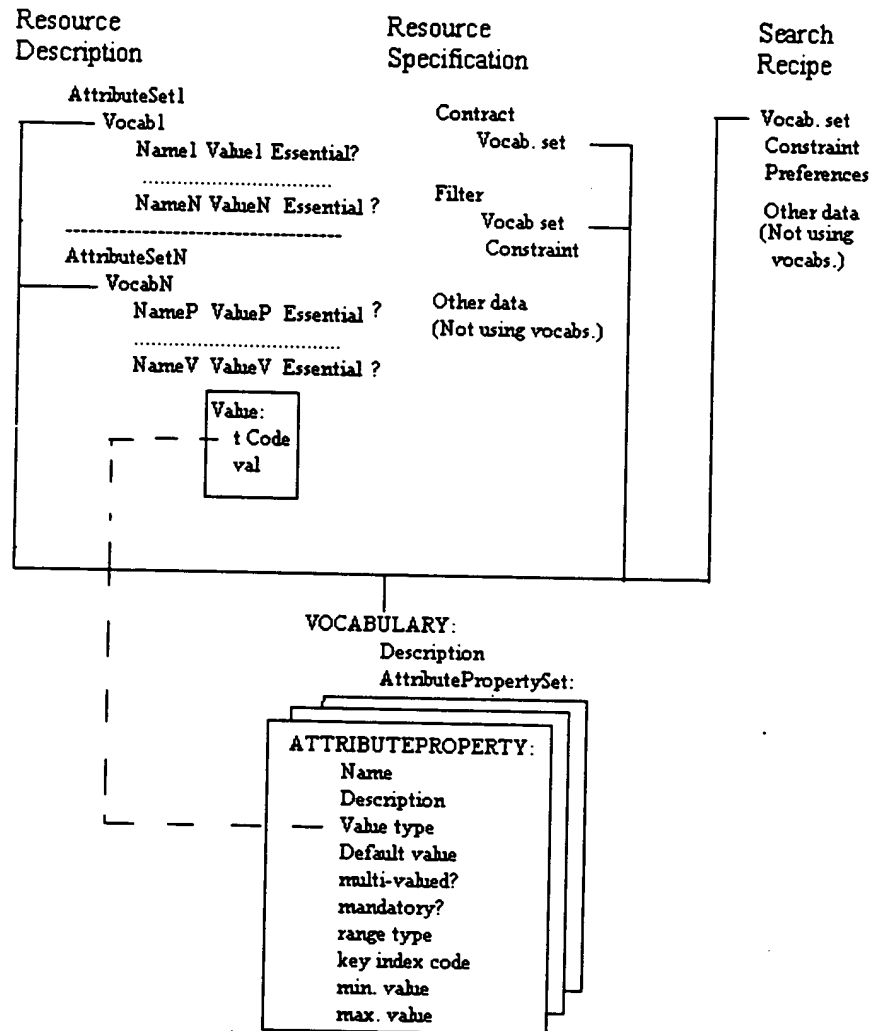 Resource
Description
AttributeSet1
Vocab1
Name1 Value1 Essential?
NameN ValueN Essential ?
AttributeSetN
VocabN
NameP ValueP Essential ?
NameV ValueV Essential ?
Value:
t Code
val
Resource
Specification
Contract
Vocab. set
Filter
Vocab set
Constraint
Other data
(Not using vocabs.)
Search
Recipe
Vocab. set
Constraint
Preferences
Other data
(Not using
vocabs.)
VOCABULARY:
Description
AttributePropertySet:
ATTRIBUTEPROPERTY:
Name
Description
Value type
Default value
multi-valued?
mandatory?
range type
key index code
min. value
max. value